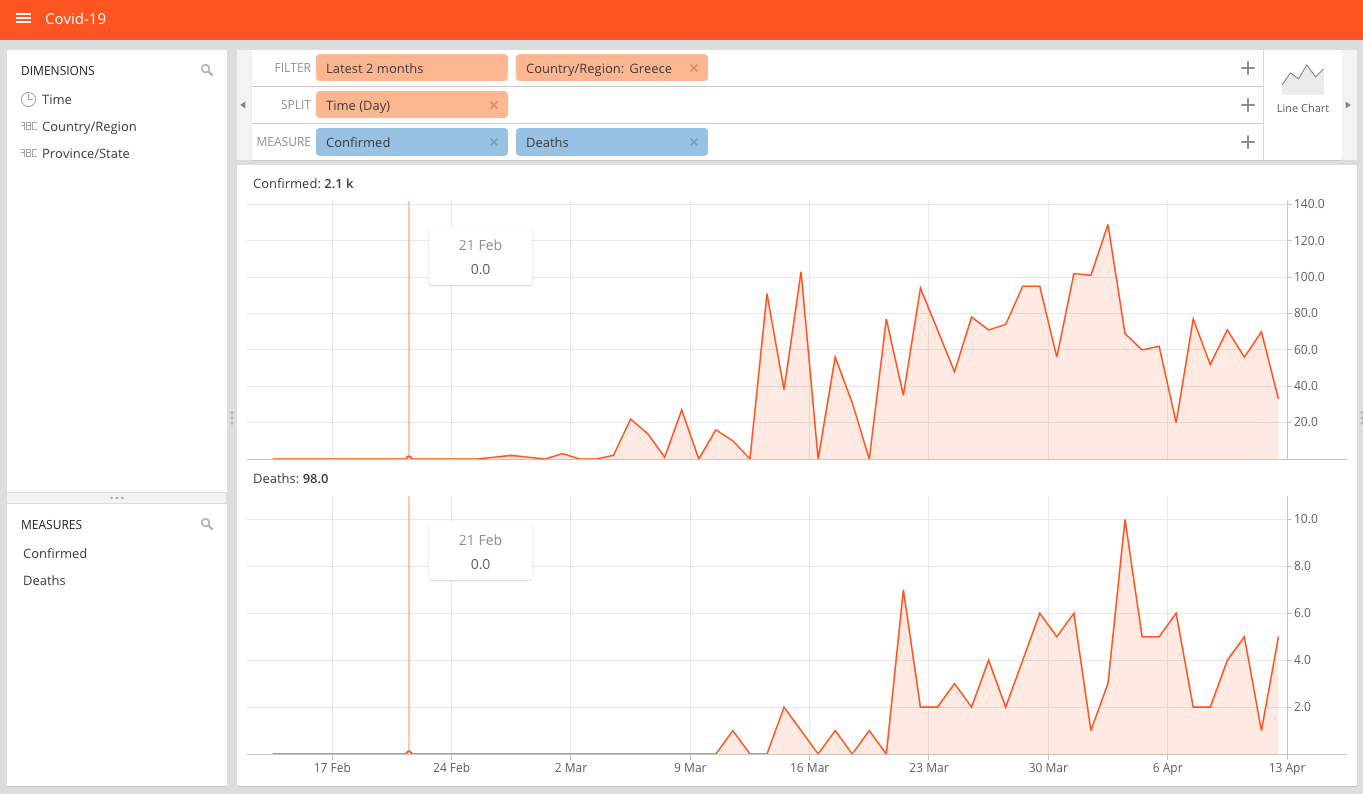 Covid-19
DIMENSIONS
Time
ABC Country/Region
ABC Province/State
MEASURES
Confirmed
Deaths
FILTER Latest 2 months Country/Region: Greece ×
SPLIT Time (Day) ×
MEASURE Confirmed × Deaths ×
Line Chart
Confirmed: 2.1 k
21 Feb
0.0
140.0
120.0
100.0
80.0
60.0
40.0
20.0
Deaths: 98.0
21 Feb
0.0
10.0
8.0
6.0
4.0
2.0
17 Feb 24 Feb 2 Mar 9 Mar 16 Mar 23 Mar 30 Mar 6 Apr 13 Apr